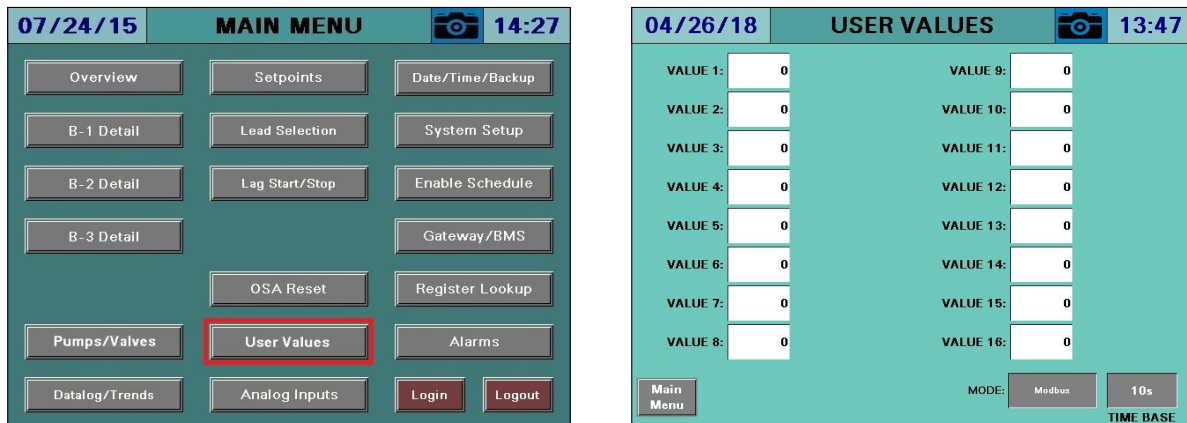 07/24/15 MAIN MENU 14:27
Overview Setpoints Date/Time/Backup
B-1 Detail Lead Selection System Setup
B-2 Detail Lag Start/Stop Enable Schedule
B-3 Detail Gateway/BMS
OSA Reset Register Lookup
Pumps/Valves User Values Alarms
Datalog/Trends Analog Inputs Login Logout
04/26/18 USER VALUES 13:47
VALUE 1: 0 VALUE 9: 0
VALUE 2: 0 VALUE 10: 0
VALUE 3: 0 VALUE 11: 0
VALUE 4: 0 VALUE 12: 0
VALUE 5: 0 VALUE 13: 0
VALUE 6: 0 VALUE 14: 0
VALUE 7: 0 VALUE 15: 0
VALUE 8: 0 VALUE 16: 0
Main
Menu
MODE: Modbus 10s
TIME BASE